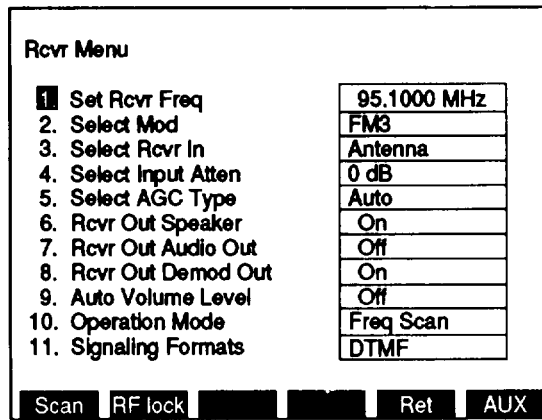 Rcvr Menu
1. Set Rcvr Freq 95.1000 MHz
2. Select Mod FM3
3. Select Rcvr In Antenna
4. Select Input Atten 0 dB
5. Select AGC Type Auto
6. Rcvr Out Speaker On
7. Rcvr Out Audio Out Off
8. Rcvr Out Demod Out On
9. Auto Volume Level Off
10. Operation Mode Freq Scan
11. Signaling Formats DTMF
Scan RF lock Ret AUX